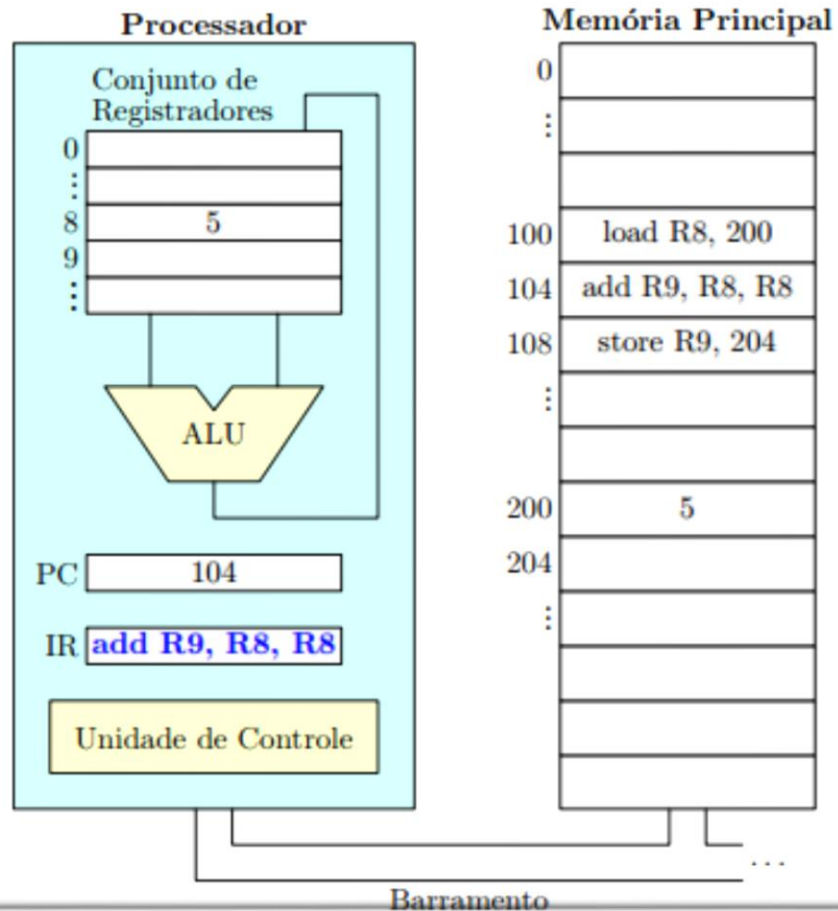 Processador
Conjunto de
Registradores
0
⋮
8 5
9
⋮
ALU
PC 104
IR add R9, R8, R8
Unidade de Controle
Memória Principal
0
⋮
100 load R8, 200
104 add R9, R8, R8
108 store R9, 204
⋮
200 5
204
⋮
...
Barramento